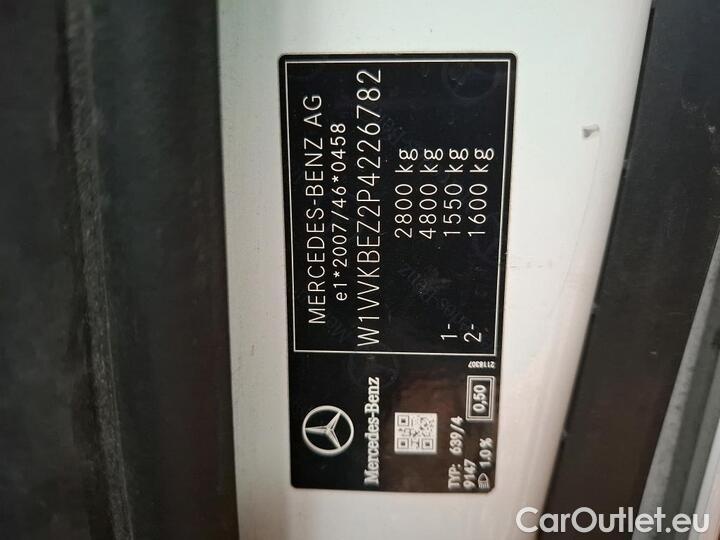 MERCEDES-BENZ AG
e1*2007/46*0458
W1VVKBEZ2P4226782
2800 kg
4800 kg
1- 1550 kg
2- 1600 kg
Mercedes-Benz
2118307
TYP: 639/4
9147 0,50
1.0%
CarOutlet.eu